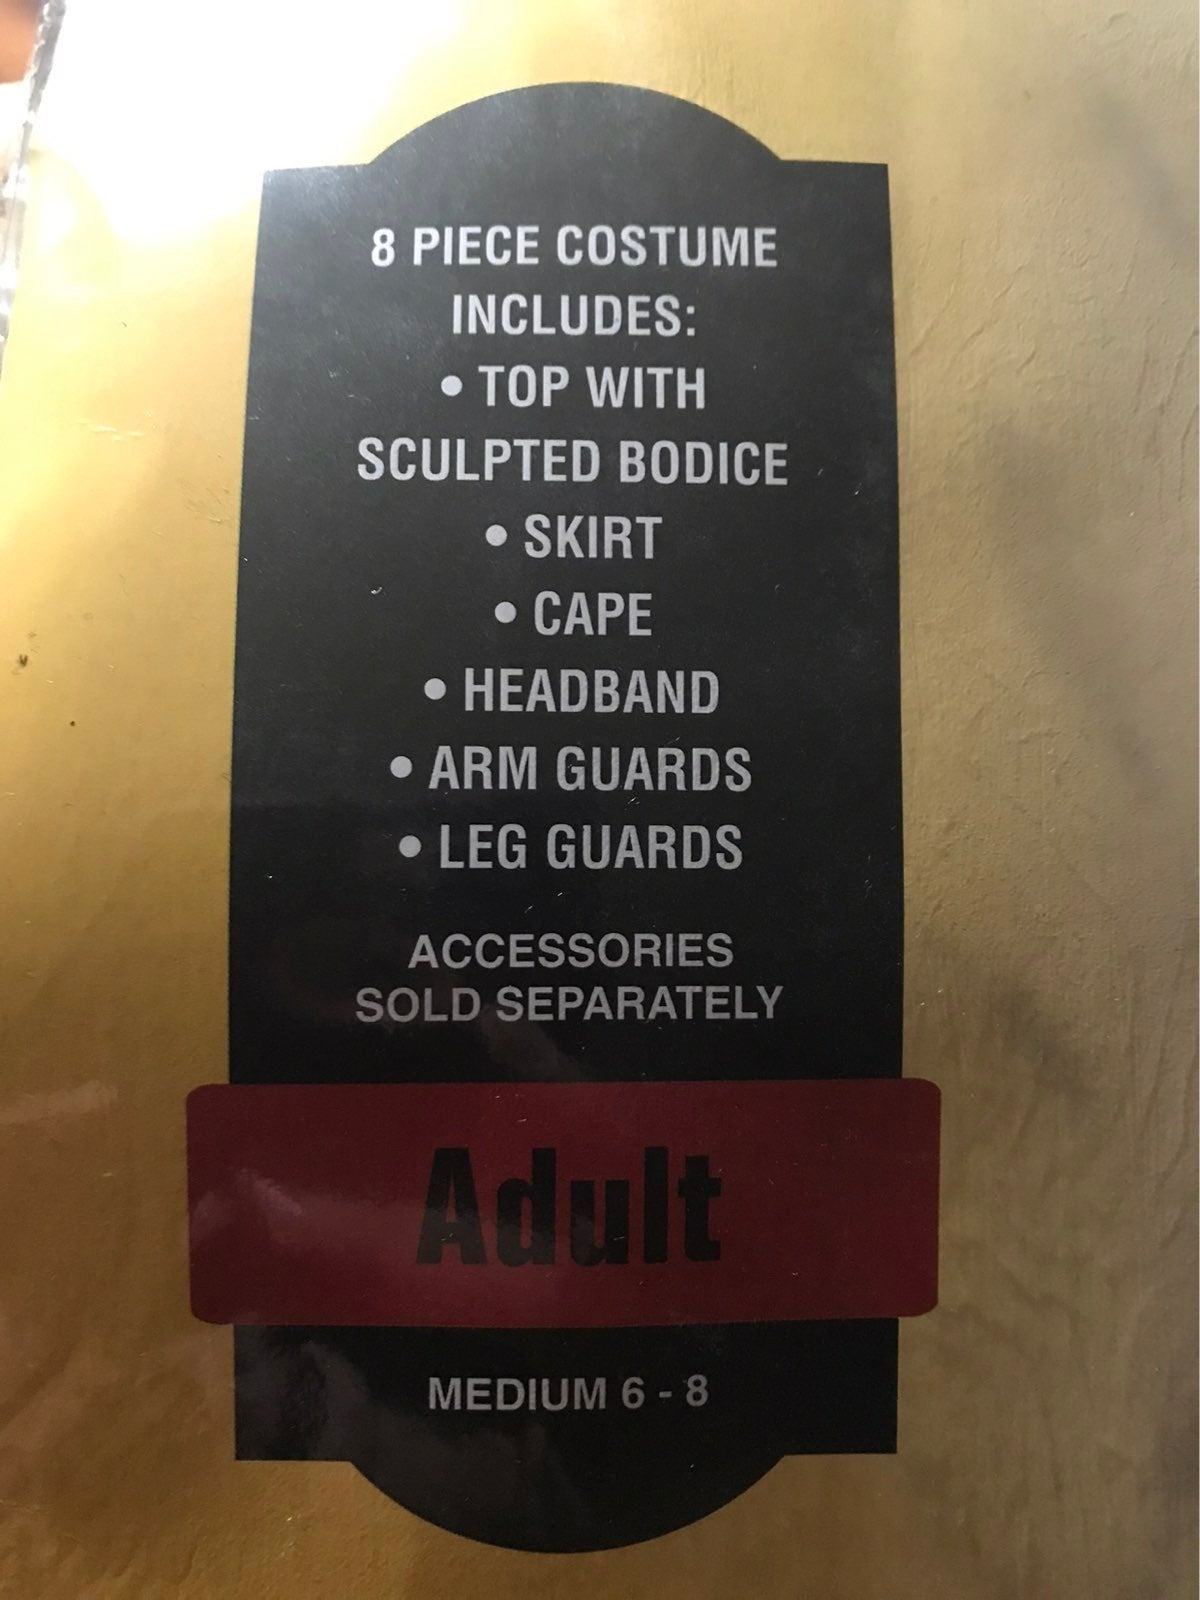 8 PIECE COSTUME
INCLUDES:
• TOP WITH
SCULPTED BODICE
• SKIRT
• CAPE
• HEADBAND
• ARM GUARDS
• LEG GUARDS
ACCESSORIES
SOLD SEPARATELY
Adult
MEDIUM 6 - 8